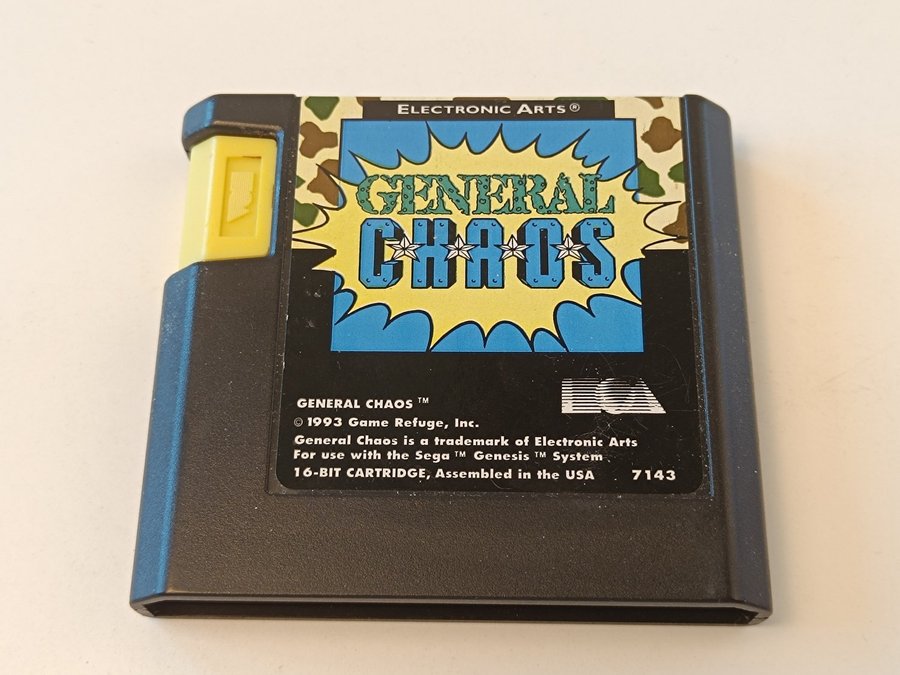 ELECTRONIC ARTS®
GENERAL
CHAOS
EA
GENERAL CHAOS ™
© 1993 Game Refuge, Inc.
General Chaos is a trademark of Electronic Arts
For use with the Sega ™ Genesis ™ System
16-BIT CARTRIDGE, Assembled in the USA 7143